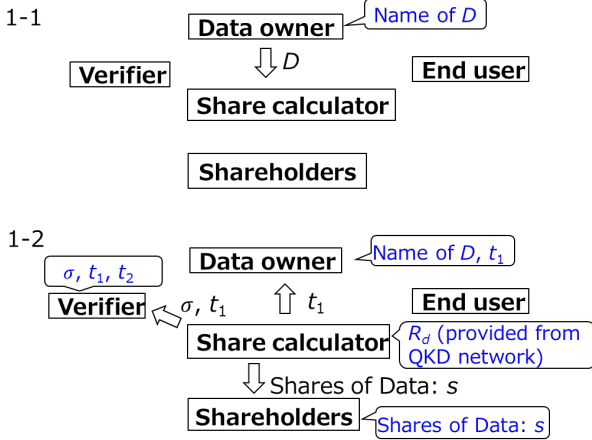 1-1
Data owner
Name of D
D
Verifier
End user
Share calculator
Shareholders
1-2
Data owner
Name of D, t₁
σ, t₁, t₂
Verifier
σ, t₁
t₁
End user
Share calculator
R_d (provided from
QKD network)
Shares of Data: s
Shareholders
Shares of Data: s